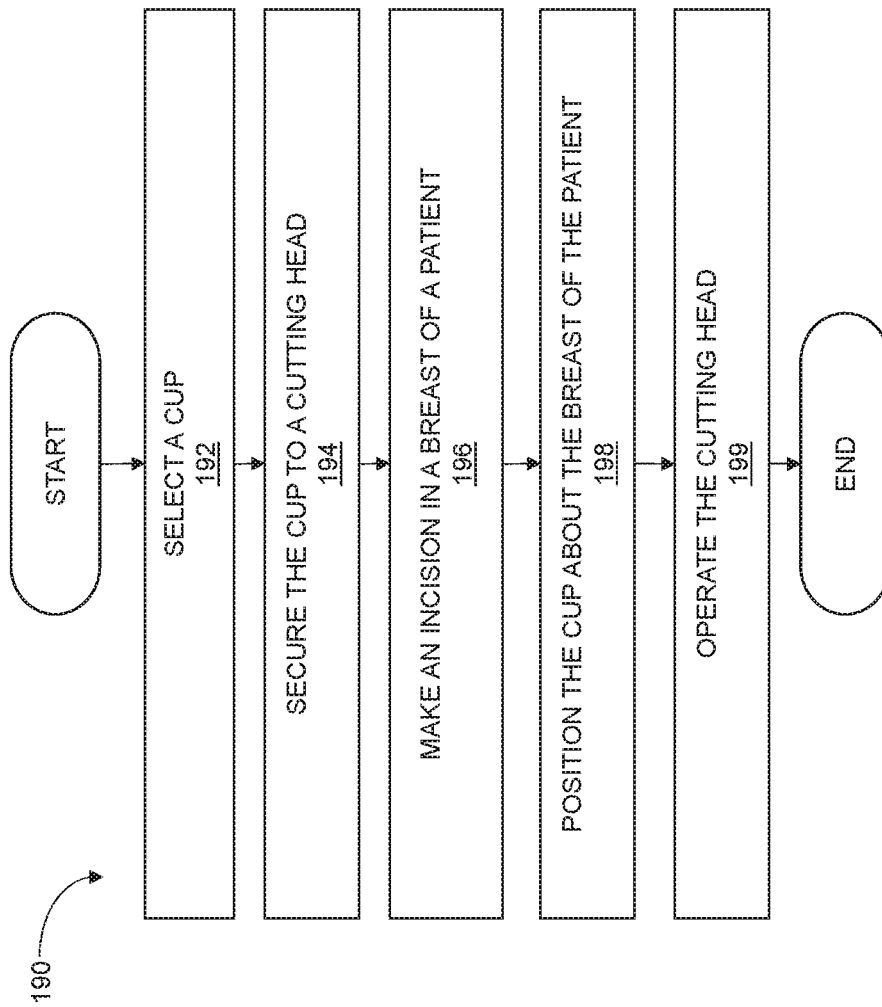 190
START
SELECT A CUP
192
SECURE THE CUP TO A CUTTING HEAD
194
MAKE AN INCISION IN A BREAST OF A PATIENT
196
POSITION THE CUP ABOUT THE BREAST OF THE PATIENT
198
OPERATE THE CUTTING HEAD
199
END